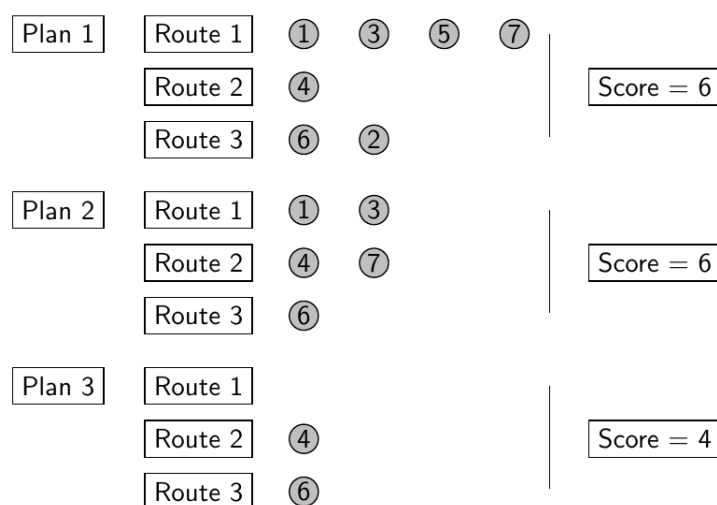 Plan 1 Route 1 1 3 5 7
Route 2 4 Score = 6
Route 3 6 2
Plan 2 Route 1 1 3
Route 2 4 7 Score = 6
Route 3 6
Plan 3 Route 1
Route 2 4 Score = 4
Route 3 6